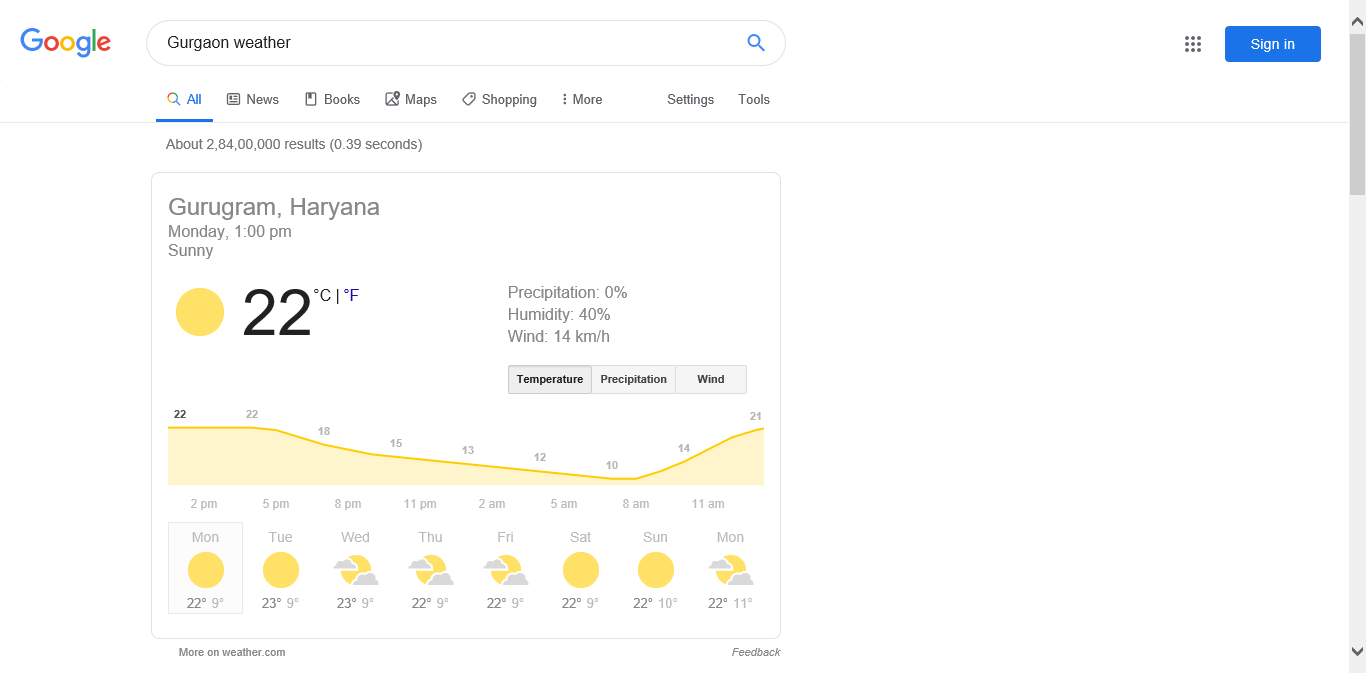 Google
Gurgaon weather
Sign in
All News Books Maps Shopping More Settings Tools
About 2,84,00,000 results (0.39 seconds)
Gurugram, Haryana
Monday, 1:00 pm
Sunny
22 °C | °F
Precipitation: 0%
Humidity: 40%
Wind: 14 km/h
Temperature Precipitation Wind
22 22 18 15 13 12 10 14 21
2 pm 5 pm 8 pm 11 pm 2 am 5 am 8 am 11 am
Mon Tue Wed Thu Fri Sat Sun Mon
22° 9° 23° 9° 23° 9° 22° 9° 22° 9° 22° 9° 22° 10° 22° 11°
More on weather.com Feedback